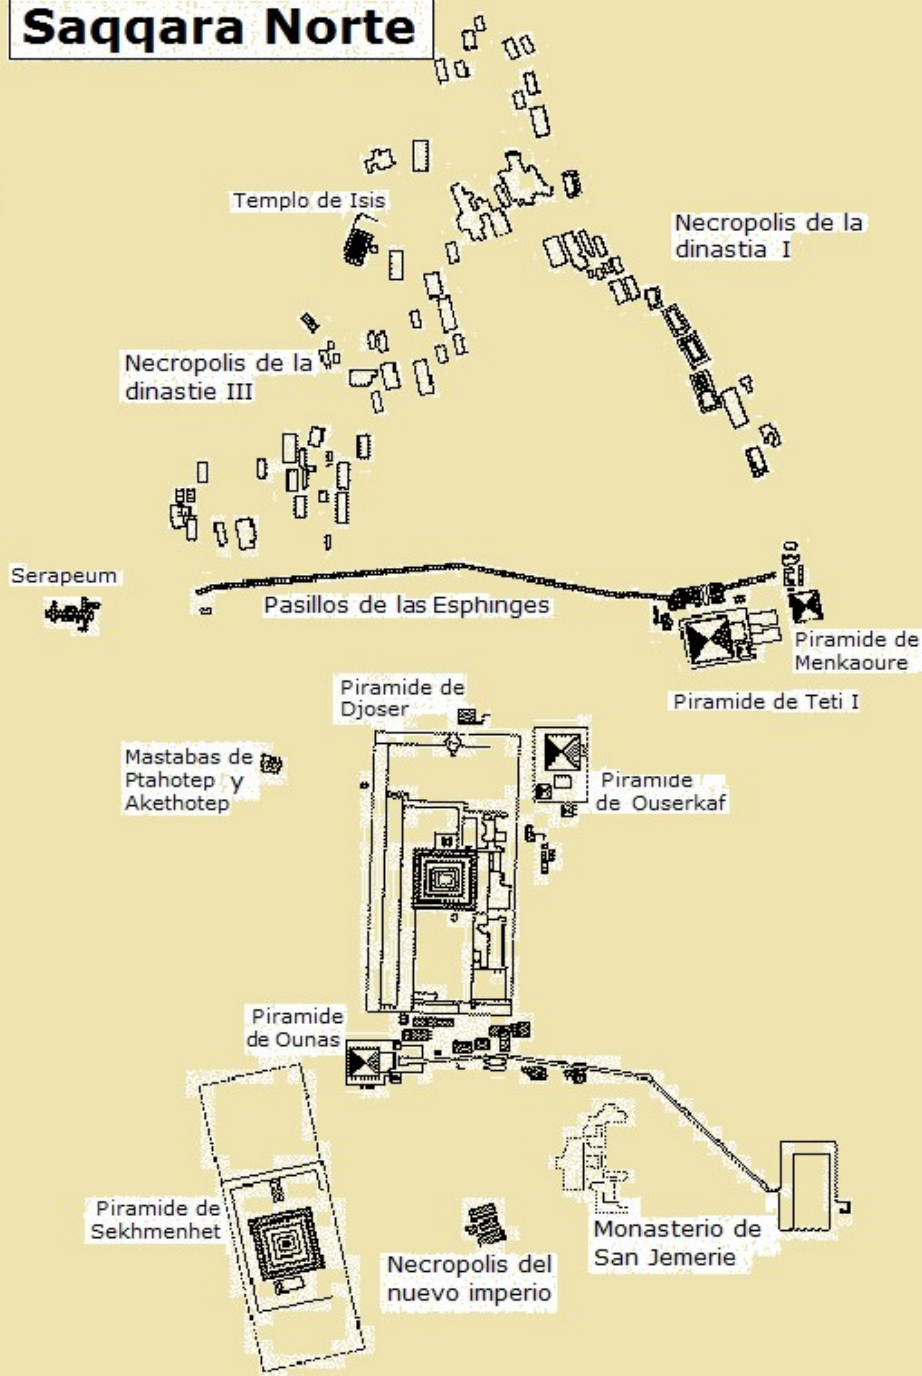 Saqqara Norte
Templo de Isis
Necropolis de la
dinastia I
Necropolis de la
dinastie III
Serapeum
Pasillos de las Esphinges
Piramide de
Menkaoure
Piramide de Teti I
Piramide de
Djoser
Mastabas de
Ptahotep y
Akethotep
Piramide
de Ouserkaf
Piramide
de Ounas
Piramide de
Sekhmenhet
Necropolis del
nuevo imperio
Monasterio de
San Jemerie